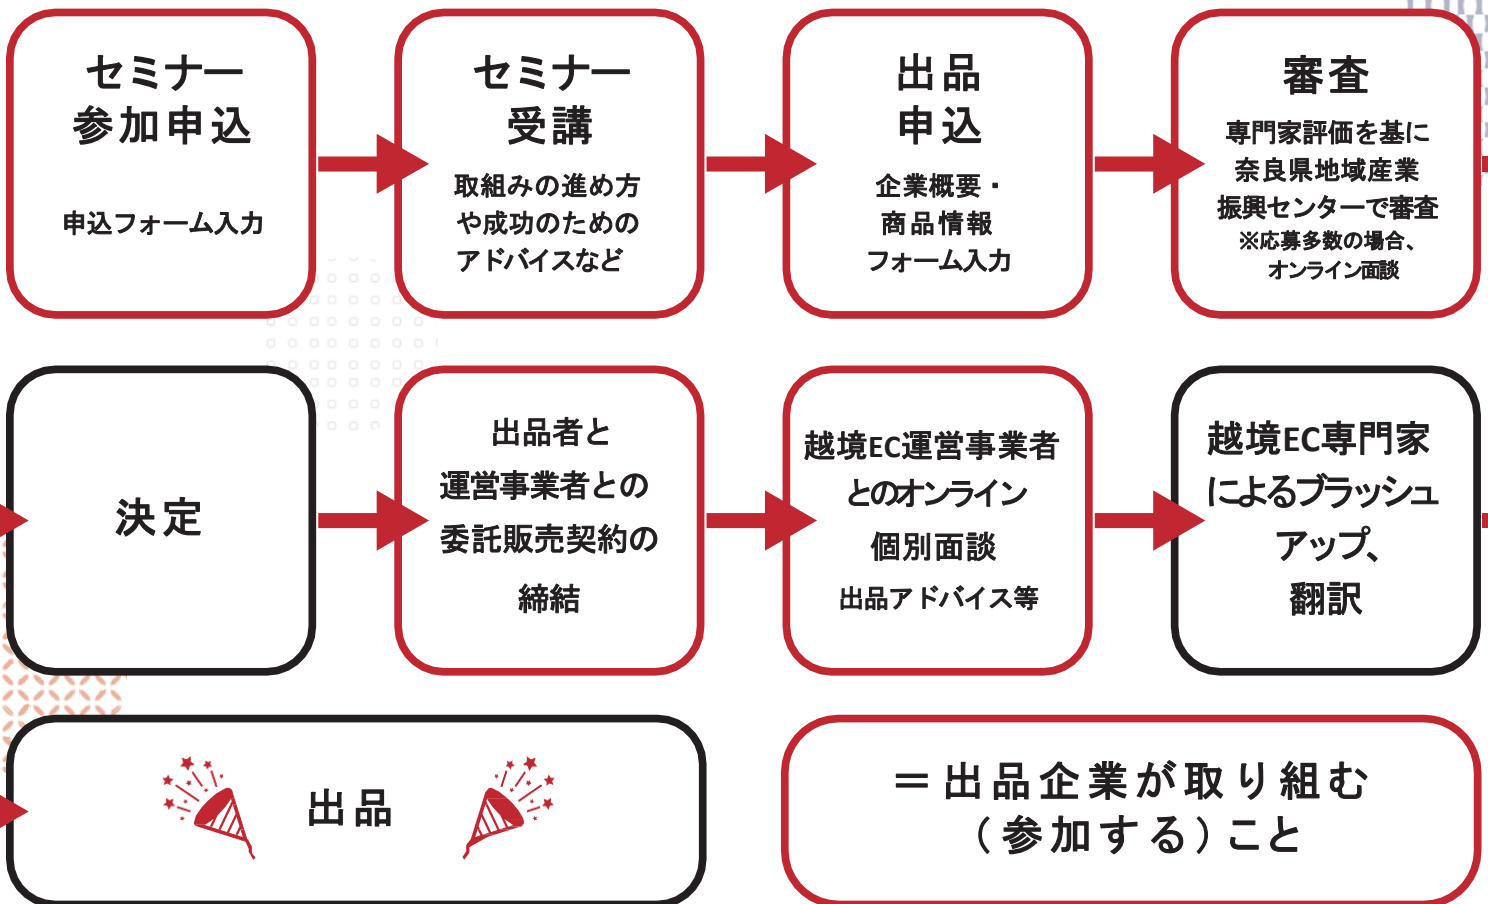 セミナー
参加申込
申込フォーム入力
セミナー
受講
取組みの進め方
や成功のための
アドバイスなど
出品
申込
企業概要・
商品情報
フォーム入力
審査
専門家評価を基に
奈良県地域産業
振興センターで審査
※応募多数の場合、
オンライン面談
決定
出品者と
運営事業者との
委託販売契約の
締結
越境EC運営事業者
とのオンライン
個別面談
出品アドバイス等
越境EC専門家
によるブラッシュ
アップ、
翻訳
出品
＝出品企業が取り組む
（参加する）こと